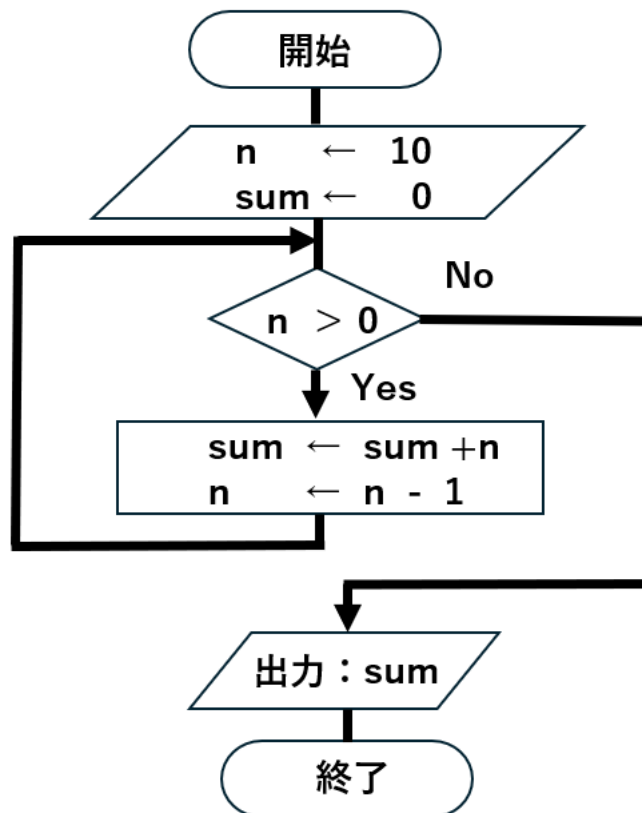 開始
n ← 10
sum ← 0
No
n > 0
Yes
sum ← sum +n
n ← n - 1
出力：sum
終了